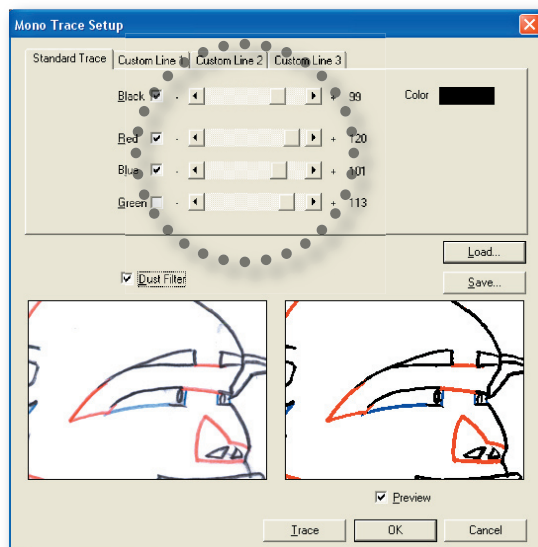 Mono Trace Setup
Standard Trace Custom Line 1 Custom Line 2 Custom Line 3
Black - + 99 Color
Red - + 120
Blue - + 101
Green - + 113
Load...
Dust Filter Save...
Preview
Trace OK Cancel